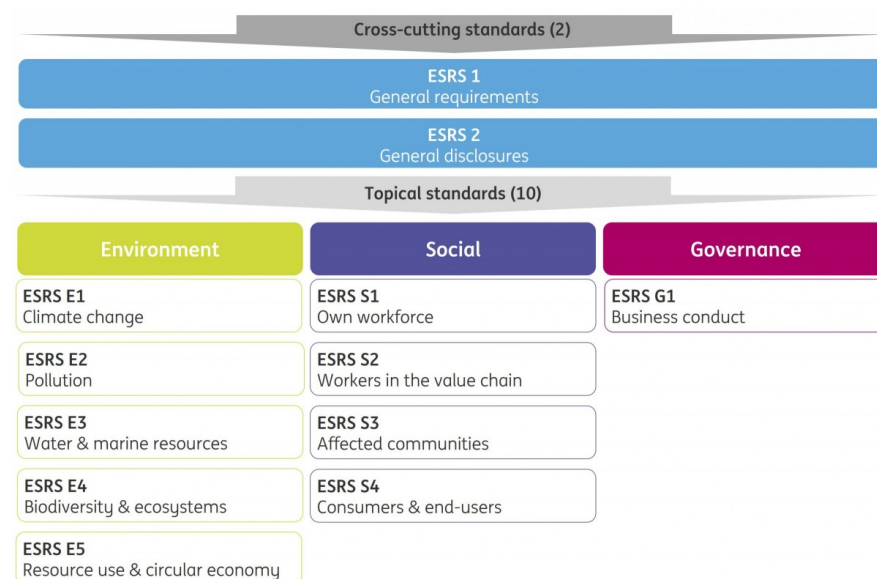 Cross-cutting standards (2)
ESRS 1
General requirements
ESRS 2
General disclosures
Topical standards (10)
Environment
Social
Governance
ESRS E1
Climate change
ESRS S1
Own workforce
ESRS G1
Business conduct
ESRS E2
Pollution
ESRS S2
Workers in the value chain
ESRS E3
Water & marine resources
ESRS S3
Affected communities
ESRS E4
Biodiversity & ecosystems
ESRS S4
Consumers & end-users
ESRS E5
Resource use & circular economy